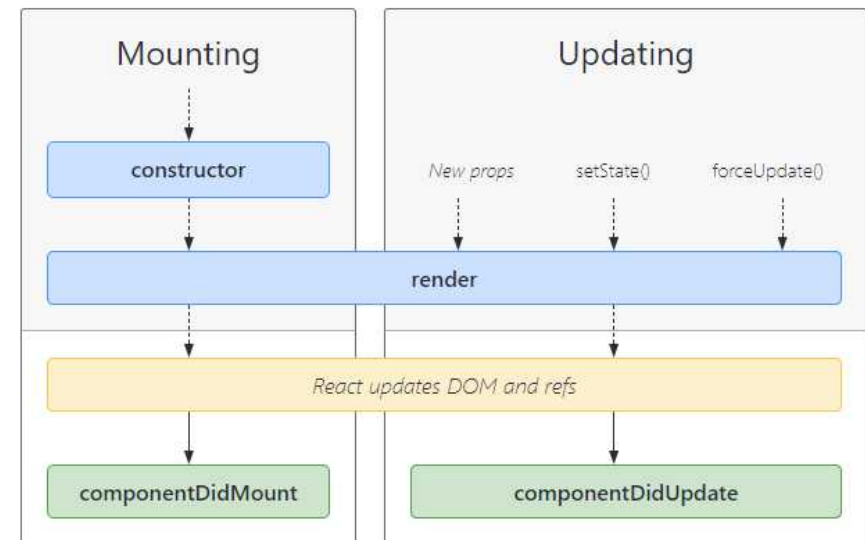 Mounting
Updating
constructor
New props
setState()
forceUpdate()
render
React updates DOM and refs
componentDidMount
componentDidUpdate